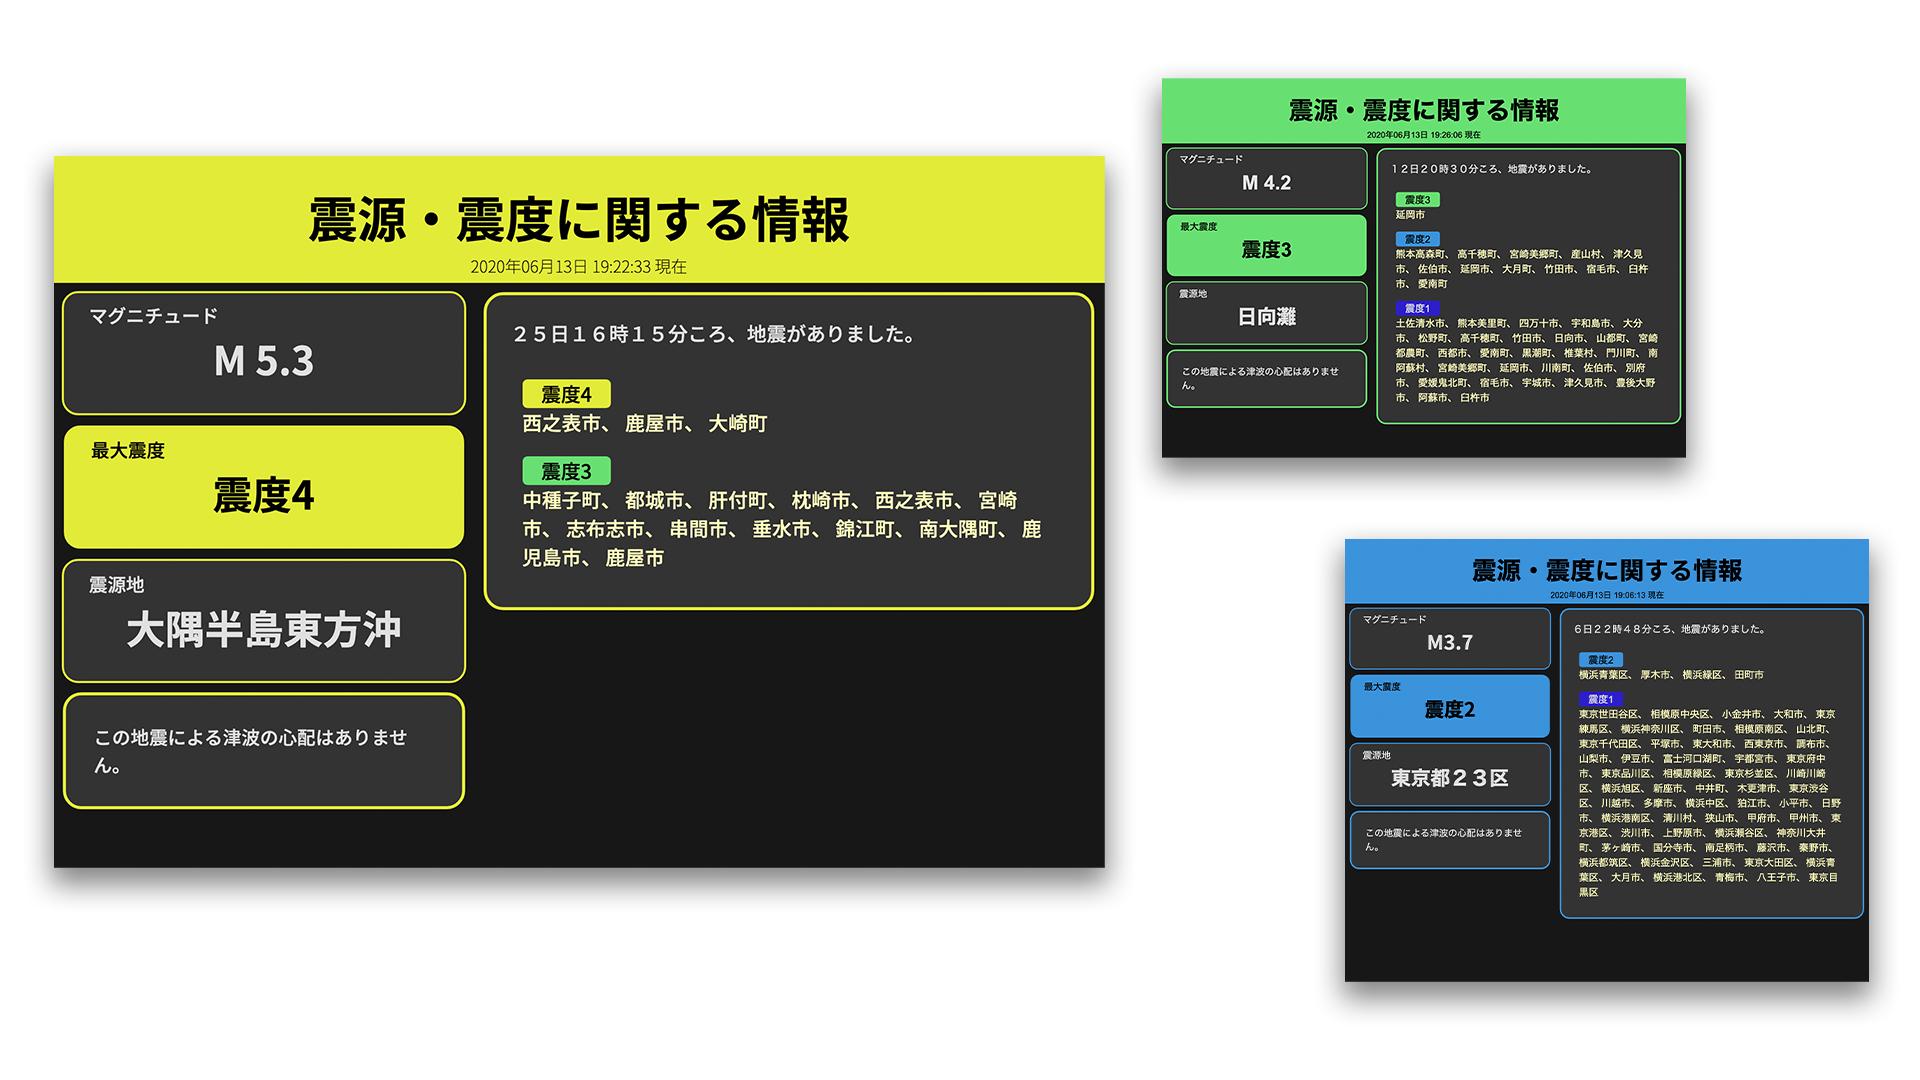 震源・震度に関する情報
2020年06月13日 19:22:33 現在
マグニチュード
M 5.3
最大震度
震度4
震源地
大隅半島東方沖
この地震による津波の心配はありませ
ん。
２５日１６時１５分ころ、地震がありました。
震度4
西之表市、 鹿屋市、 大崎町
震度3
中種子町、 都城市、 肝付町、 枕崎市、 西之表市、 宮崎
市、 志布志市、 串間市、 垂水市、 錦江町、 南大隅町、 鹿
児島市、 鹿屋市
震源・震度に関する情報
2020年06月13日 19:26:06 現在
マグニチュード
M 4.2
最大震度
震度3
震源地
日向灘
この地震による津波の心配はありませ
ん。
１２日２０時３０分ころ、地震がありました。
震度3
延岡市
震度2
熊本高森町、 高千穂町、 宮崎美郷町、 産山村、 津久見
市、 佐伯市、 延岡市、 大月町、 竹田市、 宿毛市、 臼杵
市、 愛南町
震度1
土佐清水市、 熊本美里町、 四万十市、 宇和島市、 大分
市、 松野町、 高千穂町、 竹田市、 日向市、 山都町、 宮崎
都農町、 西都市、 愛南町、 黒潮町、 椎葉村、 門川町、 南
阿蘇村、 宮崎美郷町、 延岡市、 川南町、 佐伯市、 別府
市、 愛媛鬼北町、 宿毛市、 宇城市、 津久見市、 豊後大野
市、 阿蘇市、 臼杵市
震源・震度に関する情報
2020年06月13日 19:06:13 現在
マグニチュード
M3.7
最大震度
震度2
震源地
東京都２３区
この地震による津波の心配はありませ
ん。
６日２２時４８分ころ、地震がありました。
震度2
横浜青葉区、 厚木市、 横浜緑区、 田町市
震度1
東京世田谷区、 相模原中央区、 小金井市、 大和市、 東京
練馬区、 横浜神奈川区、 町田市、 相模原南区、 山北町、
東京千代田区、 平塚市、 東大和市、 西東京市、 調布市、
山梨市、 伊豆市、 富士河口湖町、 宇都宮市、 東京府中
市、 東京品川区、 相模原緑区、 東京杉並区、 川崎川崎
区、 横浜旭区、 新座市、 中井町、 木更津市、 東京渋谷
区、 川越市、 多摩市、 横浜中区、 狛江市、 小平市、 日野
市、 横浜港南区、 清川村、 狭山市、 甲府市、 甲州市、 東
京港区、 渋川市、 上野原市、 横浜瀬谷区、 神奈川大井
町、 茅ヶ崎市、 国分寺市、 南足柄市、 藤沢市、 秦野市、
横浜都筑区、 横浜金沢区、 三浦市、 東京大田区、 横浜青
葉区、 大月市、 横浜港北区、 青梅市、 八王子市、 東京目
黒区